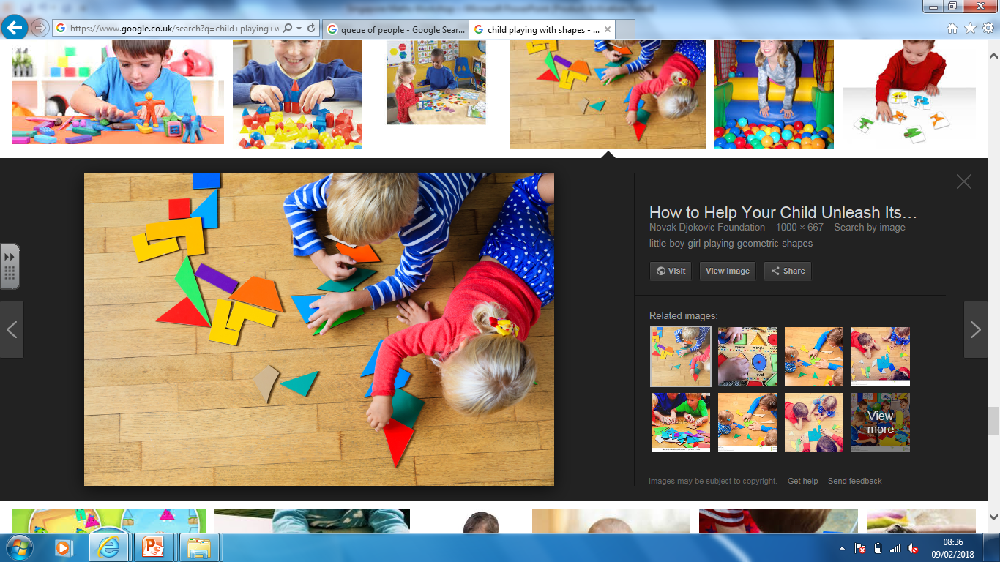 https://www.google.co.uk/search?q=child+playing+w
queue of people - Google Sear...
child playing with shapes - ...
How to Help Your Child Unleash Its…
Novak Djokovic Foundation - 1000 × 667 - Search by image
little-boy-girl-playing-geometric-shapes
Visit
View image
Share
Related images:
View
more
Images may be subject to copyright. - Get help - Send feedback
08:36
09/02/2018